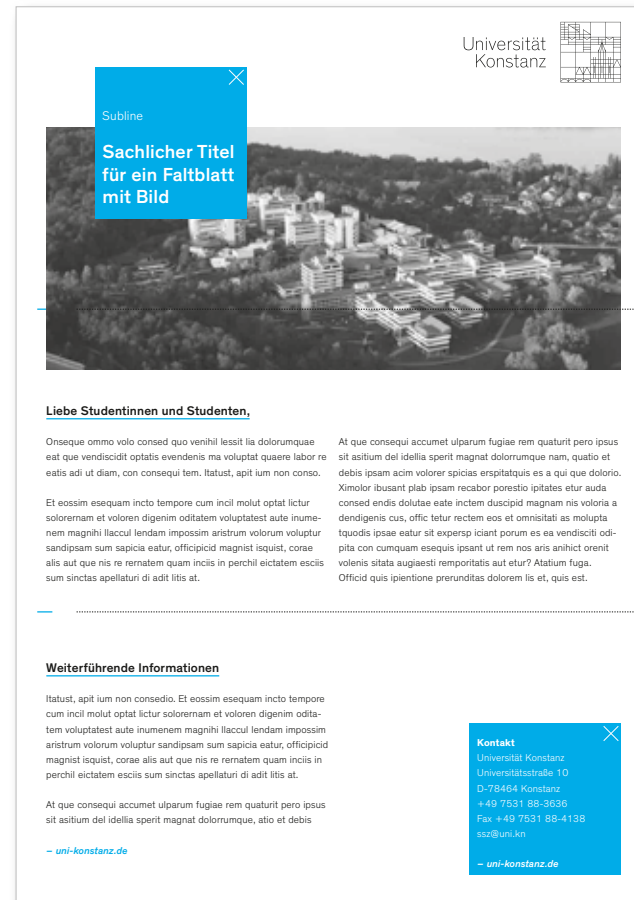 Universität
Konstanz
Subline
Sachlicher Titel
für ein Faltblatt
mit Bild
Liebe Studentinnen und Studenten,
Onseque ommo volo consed quo venihil lessit lia dolorumquae
eat que vendiscidit optatis evendenis ma voluptat quaere labor re
eatis adi ut diam, con consequi tem. Itatust, apit ium non conso.
Et eossim esequam incto tempore cum incil molut optat lictur
solorernam et voloren digenim oditatem voluptatest aute inume-
nem magnihi llaccul lendam impossim aristrum volorum voluptur
sandipsam sum sapicia eatur, officipicid magnist isquist, corae
alis aut que nis re rernatem quam inciis in perchil eictatem esciis
sum sinctas apellaturi di adit litis at.
At que consequi accumet ulparum fugiae rem quaturit pero ipsus
sit asitium del idellia sperit magnat dolorrumque nam, quatio et
debis ipsam acim volorer spicias erspitatquis es a qui que dolorio.
Ximolor ibusant plab ipsam recabor porestio ipitates etur auda
consed endis dolutae eate inctem duscipid magnam nis voloria a
dendigenis cus, offic tetur rectem eos et omnisitati as molupta
tquodis ipsae eatur sit expersp iciant porum es ea vendisciti odi-
pita con cumquam esequis ipsant ut rem nos aris anihict orenit
volenis sitata augiaesti remporitatis aut etur? Atatium fuga.
Officid quis ipientione prerunditas dolorem lis et, quis est.
Weiterführende Informationen
Itatust, apit ium non consedio. Et eossim esequam incto tempore
cum incil molut optat lictur solorernam et voloren digenim odita-
tem voluptatest aute inumenem magnihi llaccul lendam impossim
aristrum volorum voluptur sandipsam sum sapicia eatur, officipicid
magnist isquist, corae alis aut que nis re rernatem quam inciis in
perchil eictatem esciis sum sinctas apellaturi di adit litis at.
At que consequi accumet ulparum fugiae rem quaturit pero ipsus
sit asitium del idellia sperit magnat dolorrumque, atio et debis
– uni-konstanz.de
Kontakt
Universität Konstanz
Universitätsstraße 10
D-78464 Konstanz
+49 7531 88-3636
Fax +49 7531 88-4138
ssz@uni.kn
– uni-konstanz.de